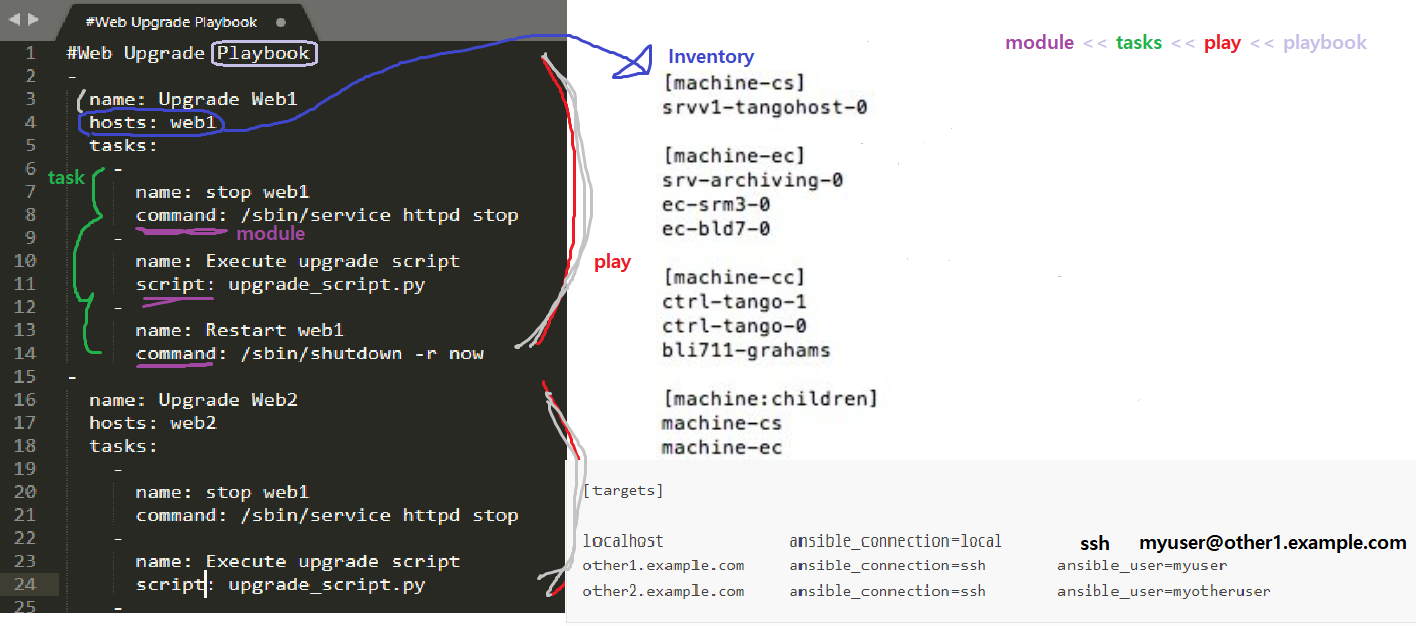 #Web Upgrade Playbook
1 #Web Upgrade Playbook
2 -
3 name: Upgrade Web1
4 hosts: web1
5 tasks:
6 -
7 name: stop web1
8 command: /sbin/service httpd stop
9 -
10 name: Execute upgrade script
11 script: upgrade_script.py
12 -
13 name: Restart web1
14 command: /sbin/shutdown -r now
15 -
16 name: Upgrade Web2
17 hosts: web2
18 tasks:
19 -
20 name: stop web1
21 command: /sbin/service httpd stop
22 -
23 name: Execute upgrade script
24 script: upgrade_script.py
25 -
task
module
play
module << tasks << play << playbook
Inventory
[machine-cs]
srvv1-tangohost-0
[machine-ec]
srv-archiving-0
ec-srm3-0
ec-bld7-0
[machine-cc]
ctrl-tango-1
ctrl-tango-0
bli711-grahams
[machine:children]
machine-cs
machine-ec
[targets]
localhost ansible_connection=local ssh myuser@other1.example.com
other1.example.com ansible_connection=ssh ansible_user=myuser
other2.example.com ansible_connection=ssh ansible_user=myotheruser